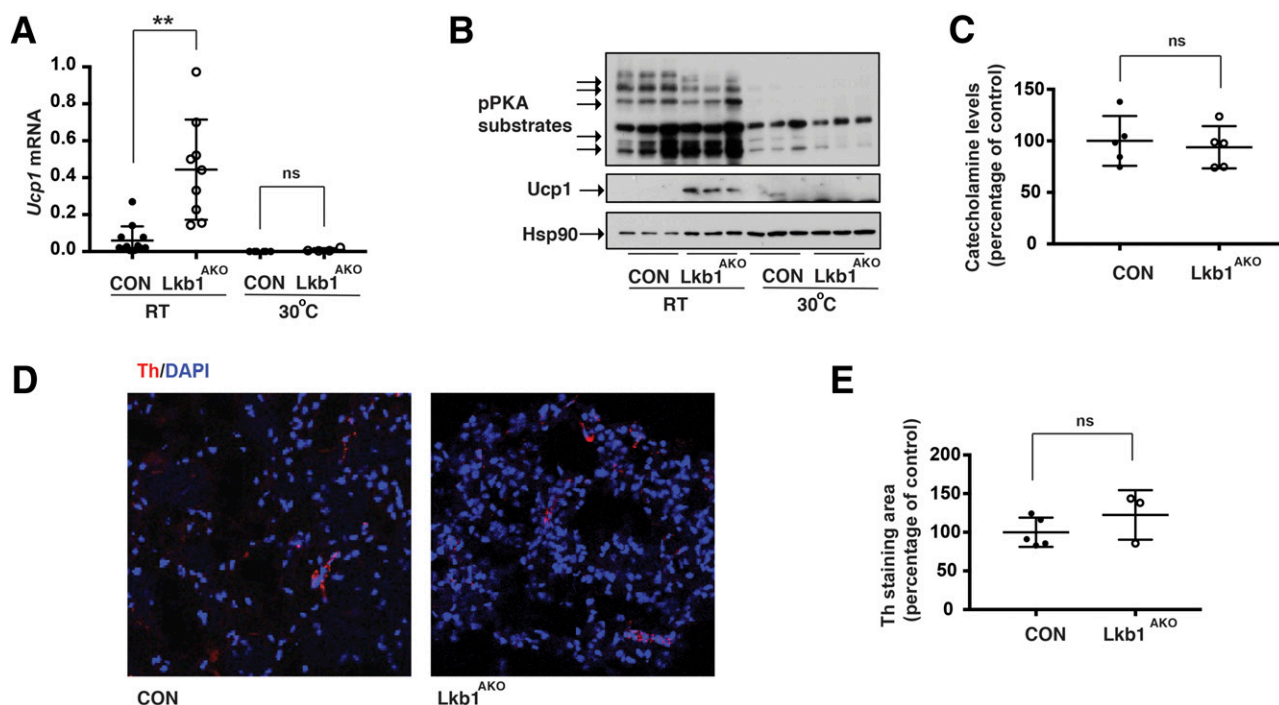 A
**
Ucp1 mRNA
1.0
0.8
0.6
0.4
0.2
0.0
ns
CON Lkb1AKO CON Lkb1AKO
RT 30°C
B
pPKA
substrates
Ucp1
Hsp90
CON Lkb1AKO CON Lkb1AKO
RT 30°C
C
ns
Catecholamine levels
(percentage of control)
150
100
50
0
CON Lkb1AKO
D
Th/DAPI
CON Lkb1AKO
E
ns
Th staining area
(percentage of control)
200
150
100
50
0
CON Lkb1AKO